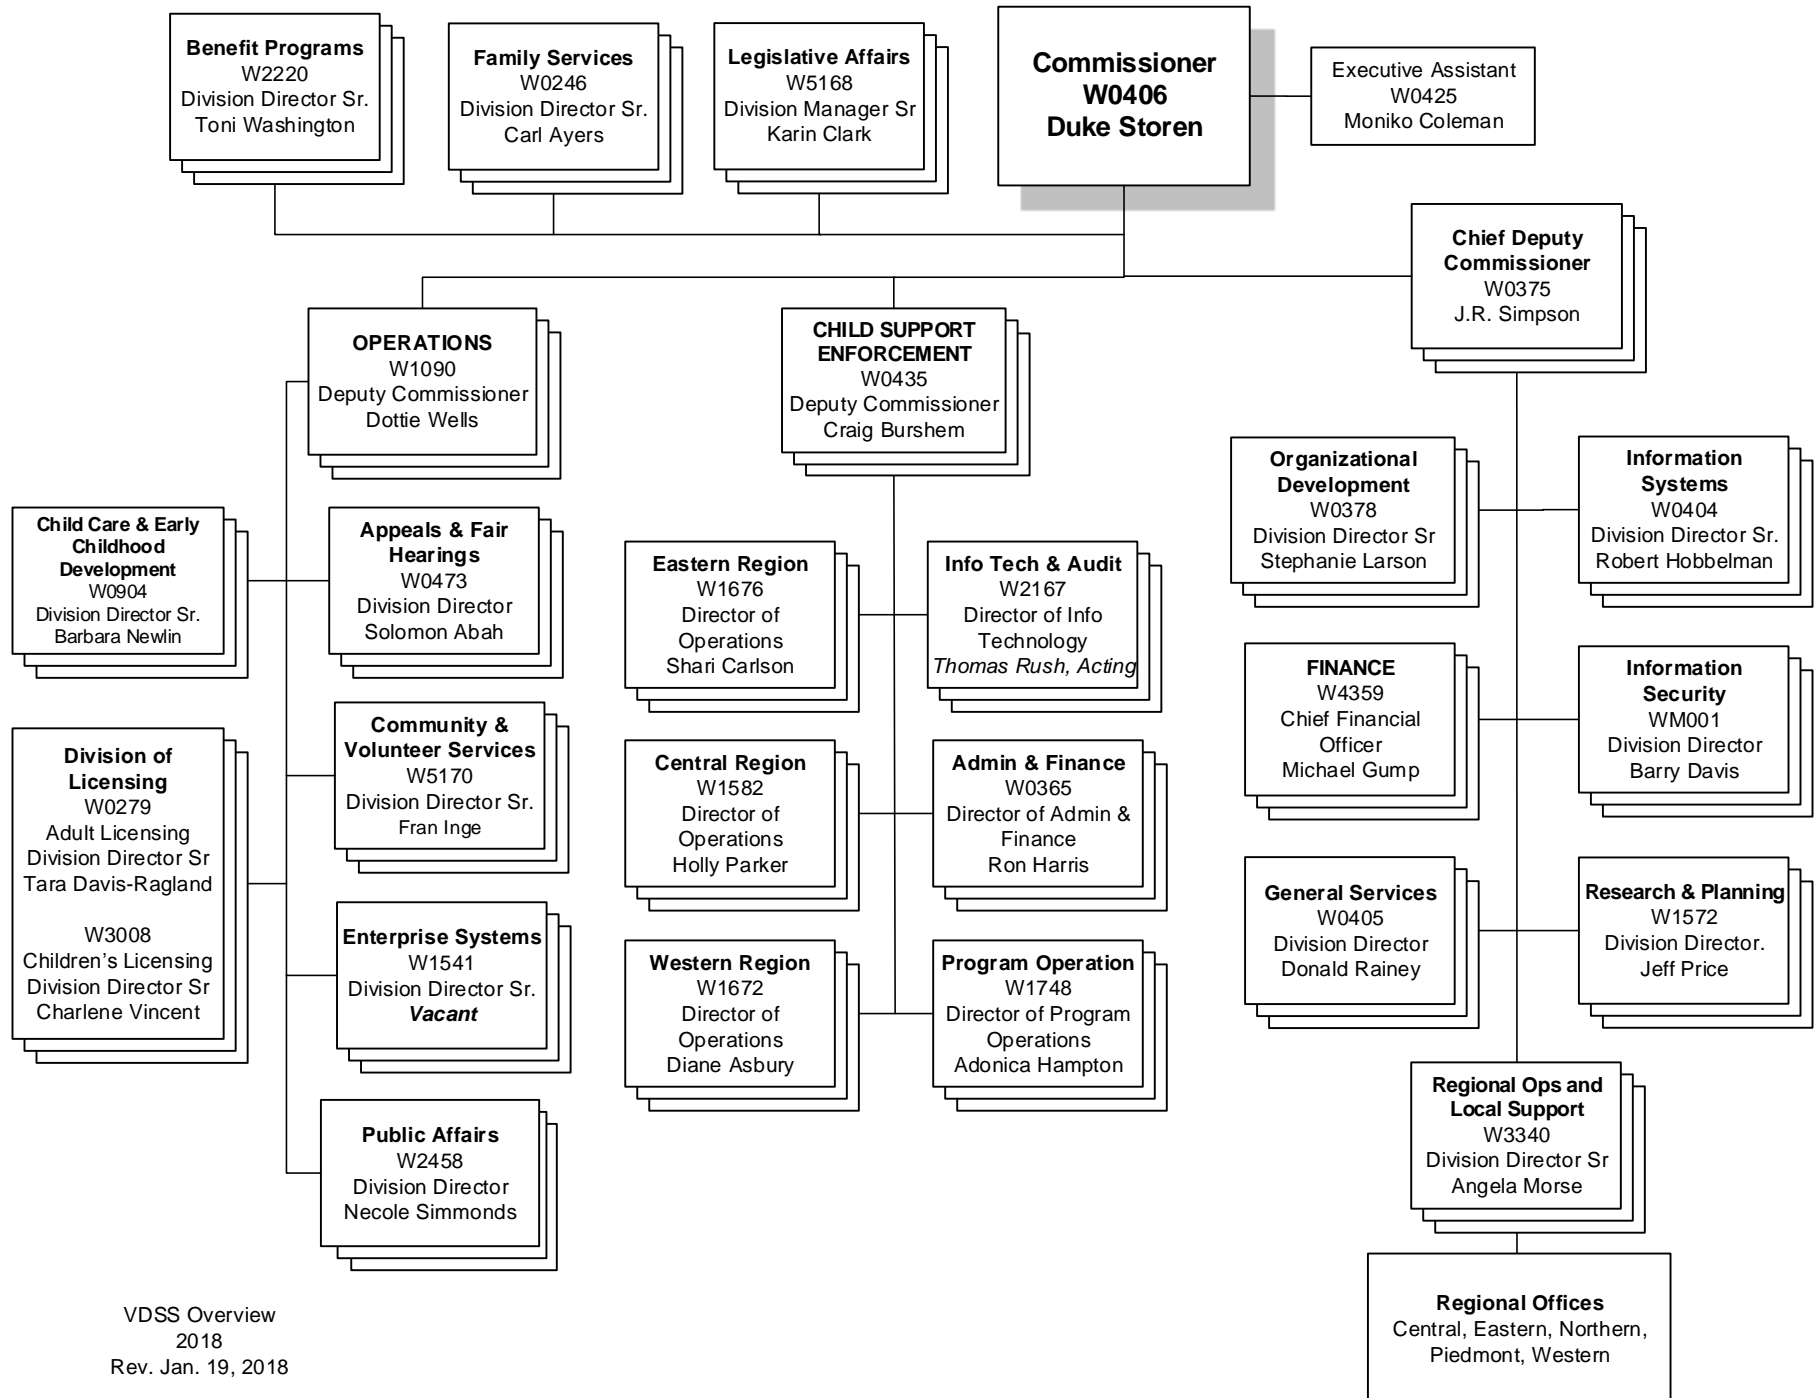 Benefit Programs
W2220
Division Director Sr.
Toni Washington
Family Services
W0246
Division Director Sr.
Carl Ayers
Legislative Affairs
W5168
Division Manager Sr
Karin Clark
Commissioner
W0406
Duke Storen
Executive Assistant
W0425
Moniko Coleman
Chief Deputy
Commissioner
W0375
J.R. Simpson
OPERATIONS
W1090
Deputy Commissioner
Dottie Wells
CHILD SUPPORT
ENFORCEMENT
W0435
Deputy Commissioner
Craig Burshem
Child Care & Early
Childhood
Development
W0904
Division Director Sr.
Barbara Newlin
Appeals & Fair
Hearings
W0473
Division Director
Solomon Abah
Division of
Licensing
W0279
Adult Licensing
Division Director Sr
Tara Davis-Ragland
W3008
Children’s Licensing
Division Director Sr
Charlene Vincent
Community &
Volunteer Services
W5170
Division Director Sr.
Fran Inge
Enterprise Systems
W1541
Division Director Sr.
Vacant
Public Affairs
W2458
Division Director
Necole Simmonds
Eastern Region
W1676
Director of
Operations
Shari Carlson
Info Tech & Audit
W2167
Director of Info
Technology
Thomas Rush, Acting
Central Region
W1582
Director of
Operations
Holly Parker
Admin & Finance
W0365
Director of Admin &
Finance
Ron Harris
Western Region
W1672
Director of
Operations
Diane Asbury
Program Operation
W1748
Director of Program
Operations
Adonica Hampton
Organizational
Development
W0378
Division Director Sr
Stephanie Larson
Information
Systems
W0404
Division Director Sr.
Robert Hobbelman
FINANCE
W4359
Chief Financial
Officer
Michael Gump
Information
Security
WM001
Division Director
Barry Davis
General Services
W0405
Division Director
Donald Rainey
Research & Planning
W1572
Division Director.
Jeff Price
Regional Ops and
Local Support
W3340
Division Director Sr
Angela Morse
Regional Offices
Central, Eastern, Northern,
Piedmont, Western
VDSS Overview
2018
Rev. Jan. 19, 2018